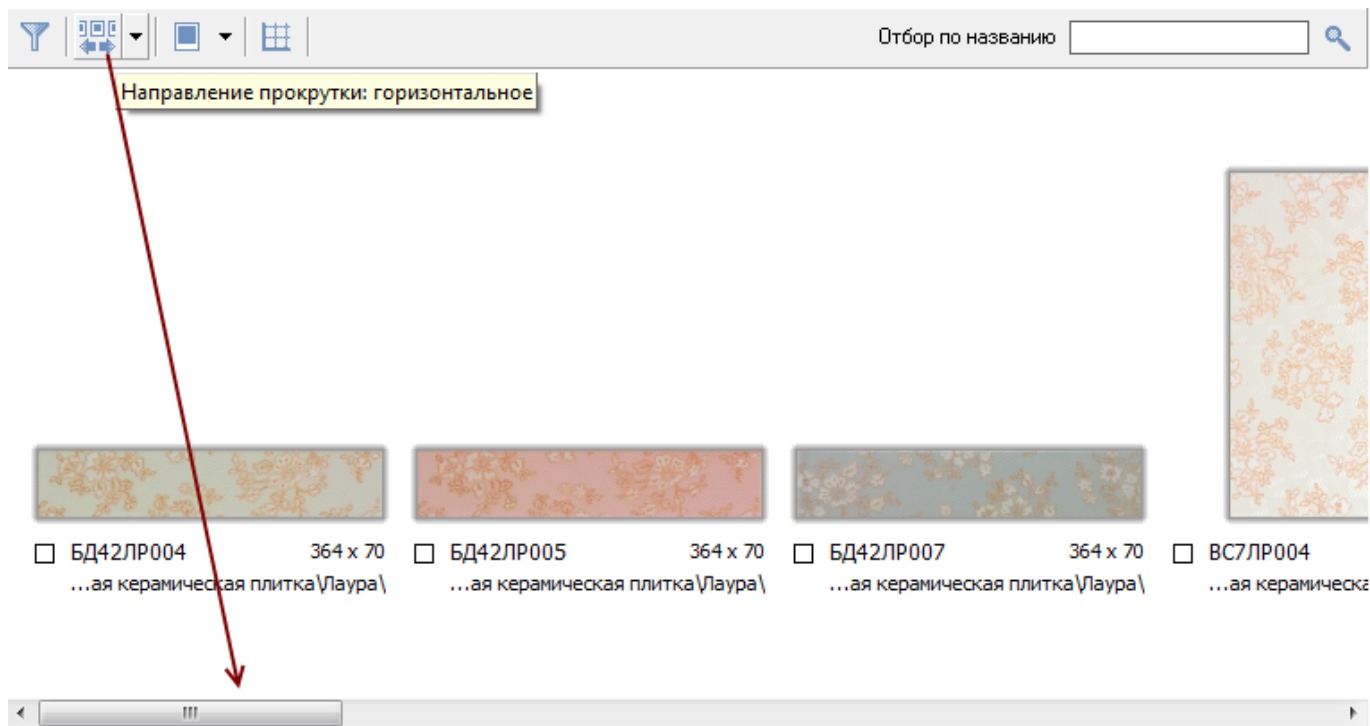 Отбор по названию
Направление прокрутки: горизонтальное
БД42ЛР004 364 x 70
...ая керамическая плитка\Лаура\
БД42ЛР005 364 x 70
...ая керамическая плитка\Лаура\
БД42ЛР007 364 x 70
...ая керамическая плитка\Лаура\
ВС7ЛР004
...ая керамическа